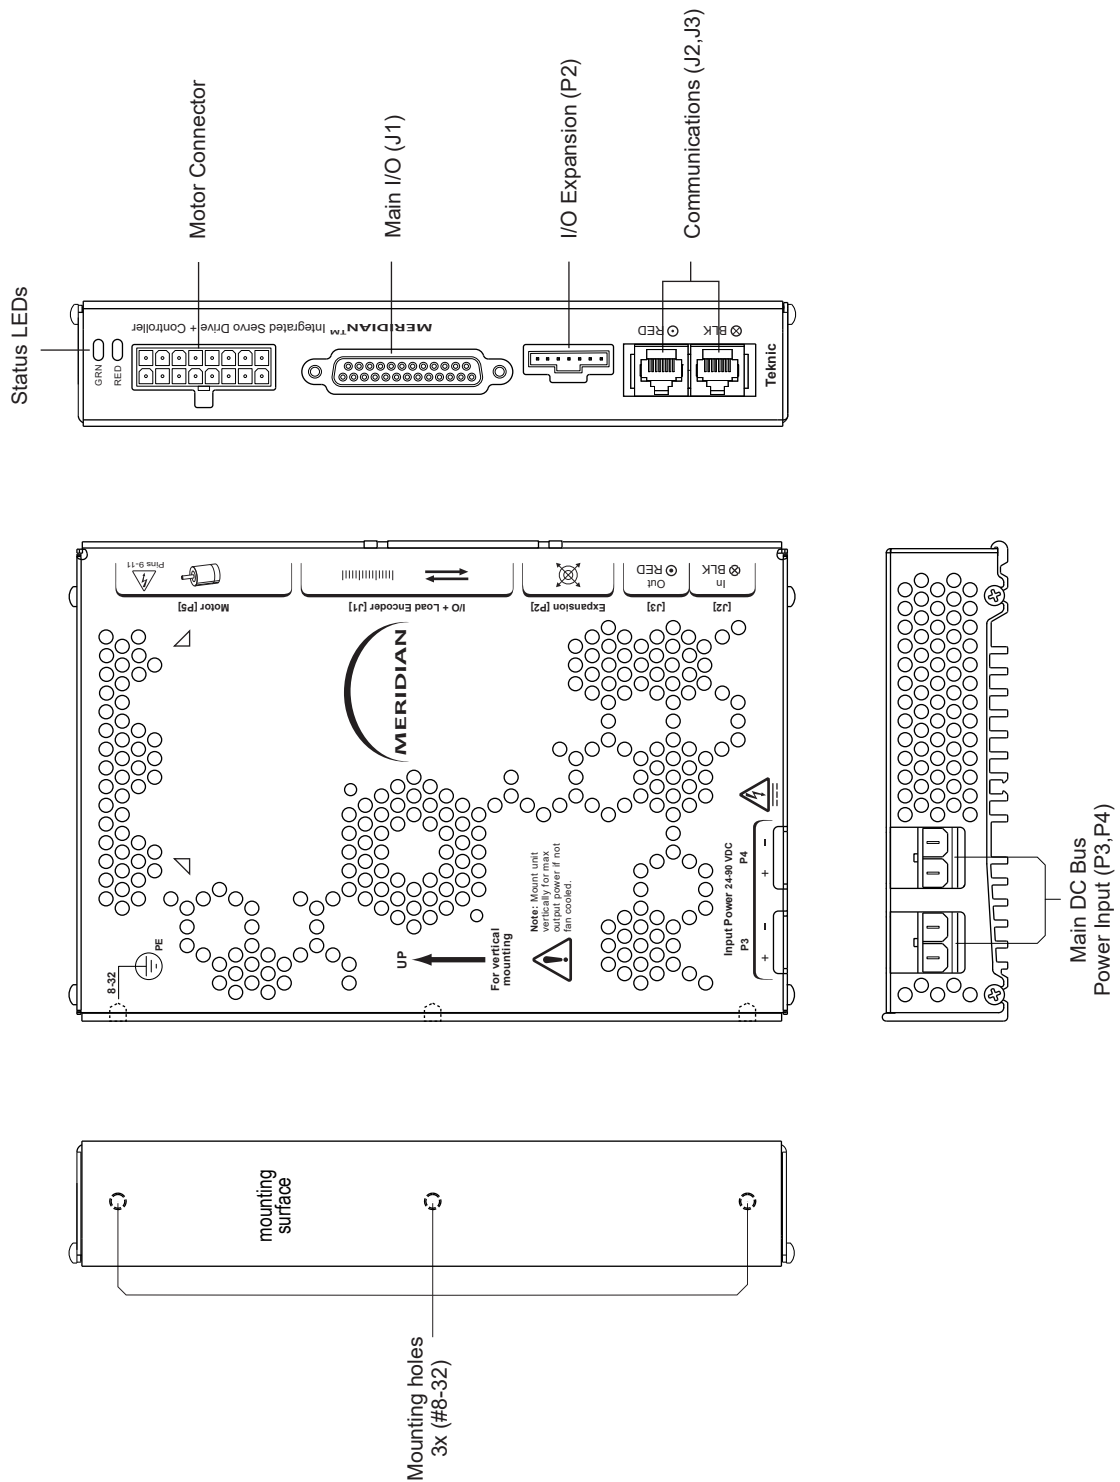 Status LEDs
Motor Connector
Main I/O (J1)
I/O Expansion (P2)
Communications (J2,J3)
GRN
RED
MERIDIAN™ Integrated Servo Drive + Controller
RED
BLK
Teknic
Pins 9-11
Motor [P5]
I/O + Load Encoder [J1]
Expansion [P2]
Out
RED
[J3]
In
BLK
[J2]
MERIDIAN
8-32
PE
UP
For vertical
mounting
Note: Mount unit
vertically for max
output power if not
fan cooled.
Input Power 24-90 VDC
P3
P4
+
-
+
-
Main DC Bus
Power Input (P3,P4)
mounting
surface
Mounting holes
3x (#8-32)